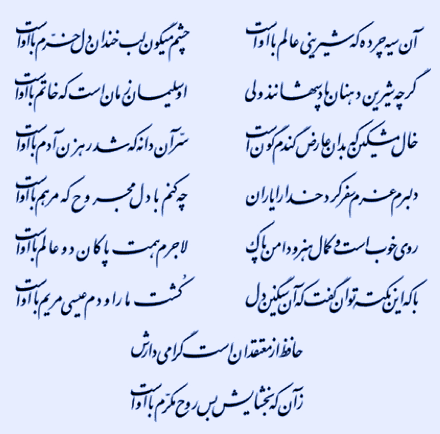 آن سیه چرده که شیرینی عالم با اوست
چشم میگون لب خندان دل خرم با اوست
گر چه شیرین دهنان پادشهانند ولی
او سلیمان زمان است که خاتم با اوست
خال مشکین که بدان عارض گندمگون است
سر آن دانه که شد رهزن آدم با اوست
دلبرم عزم سفر کرد خدا را یاران
چه کنم با دل مجروح که مرهم با اوست
روی خوب است و کمال هنر و دامن پاک
لاجرم همت پاکان دو عالم با اوست
با که این نکته توان گفت که آن سنگین دل
کشت ما را و دم عیسی مریم با اوست
حافظ از معتقدان است گرامی دارش
زان که بخشایش بس روح مکرم با اوست